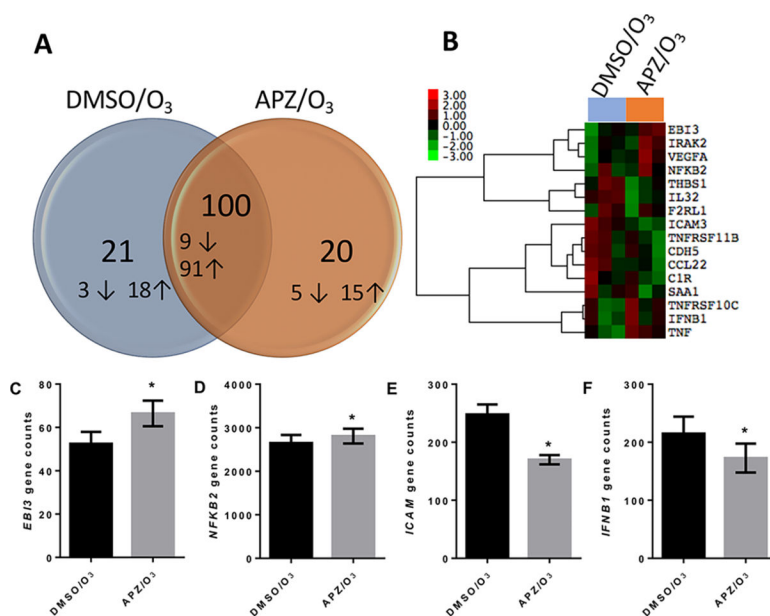 A
DMSO/O₃ APZ/O₃
100
9 ↓
91↑
21
3 ↓ 18↑
20
5 ↓ 15↑
B
DMSO/O₃
APZ/O₃
3.00
2.00
1.00
0.00
-1.00
-2.00
-3.00
EBI3
IRAK2
VEGFA
NFKB2
THBS1
IL32
F2RL1
ICAM3
TNFRSF11B
CDH5
CCL22
C1R
SAA1
TNFRSF10C
IFNB1
TNF
C
EBI3 gene counts
80
60
40
20
0
*
DMSO/O₃
APZ/O₃
D
NFKB2 gene counts
4000
3000
2000
1000
0
*
DMSO/O₃
APZ/O₃
E
ICAM gene counts
300
200
100
0
*
DMSO/O₃
APZ/O₃
F
IFNB1 gene counts
300
200
100
0
*
DMSO/O₃
APZ/O₃